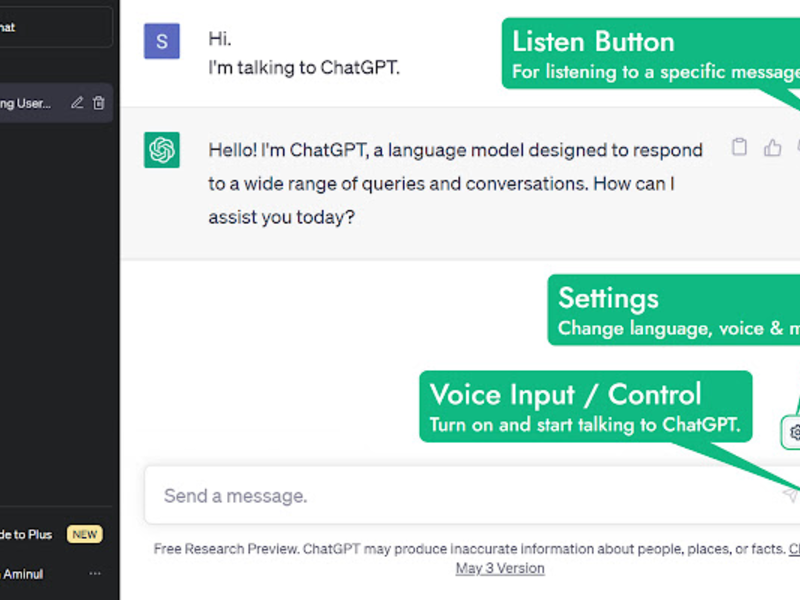 hat
ng User...
de to Plus
NEW
Aminul
S
Hi.
I'm talking to ChatGPT.
Hello! I'm ChatGPT, a language model designed to respond
to a wide range of queries and conversations. How can I
assist you today?
Listen Button
For listening to a specific message
Settings
Change language, voice & m
Voice Input / Control
Turn on and start talking to ChatGPT.
Send a message.
Free Research Preview. ChatGPT may produce inaccurate information about people, places, or facts.
May 3 Version